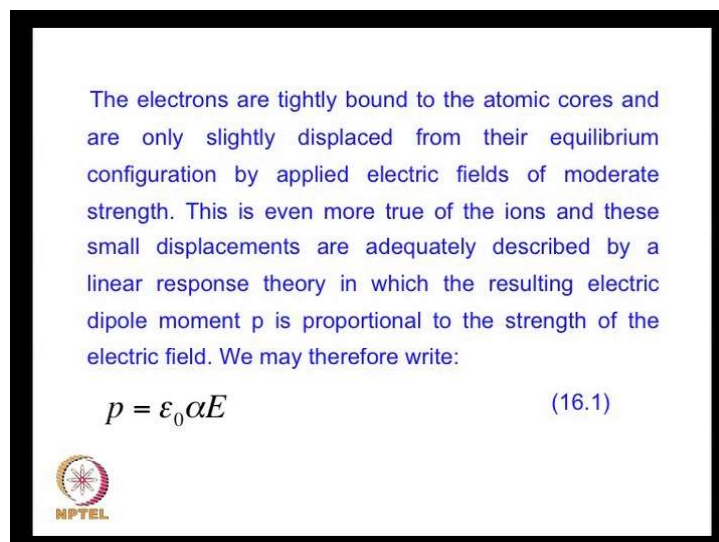 The electrons are tightly bound to the atomic cores and
are only slightly displaced from their equilibrium
configuration by applied electric fields of moderate
strength. This is even more true of the ions and these
small displacements are adequately described by a
linear response theory in which the resulting electric
dipole moment p is proportional to the strength of the
electric field. We may therefore write:
p = ε₀αE (16.1)
NPTEL